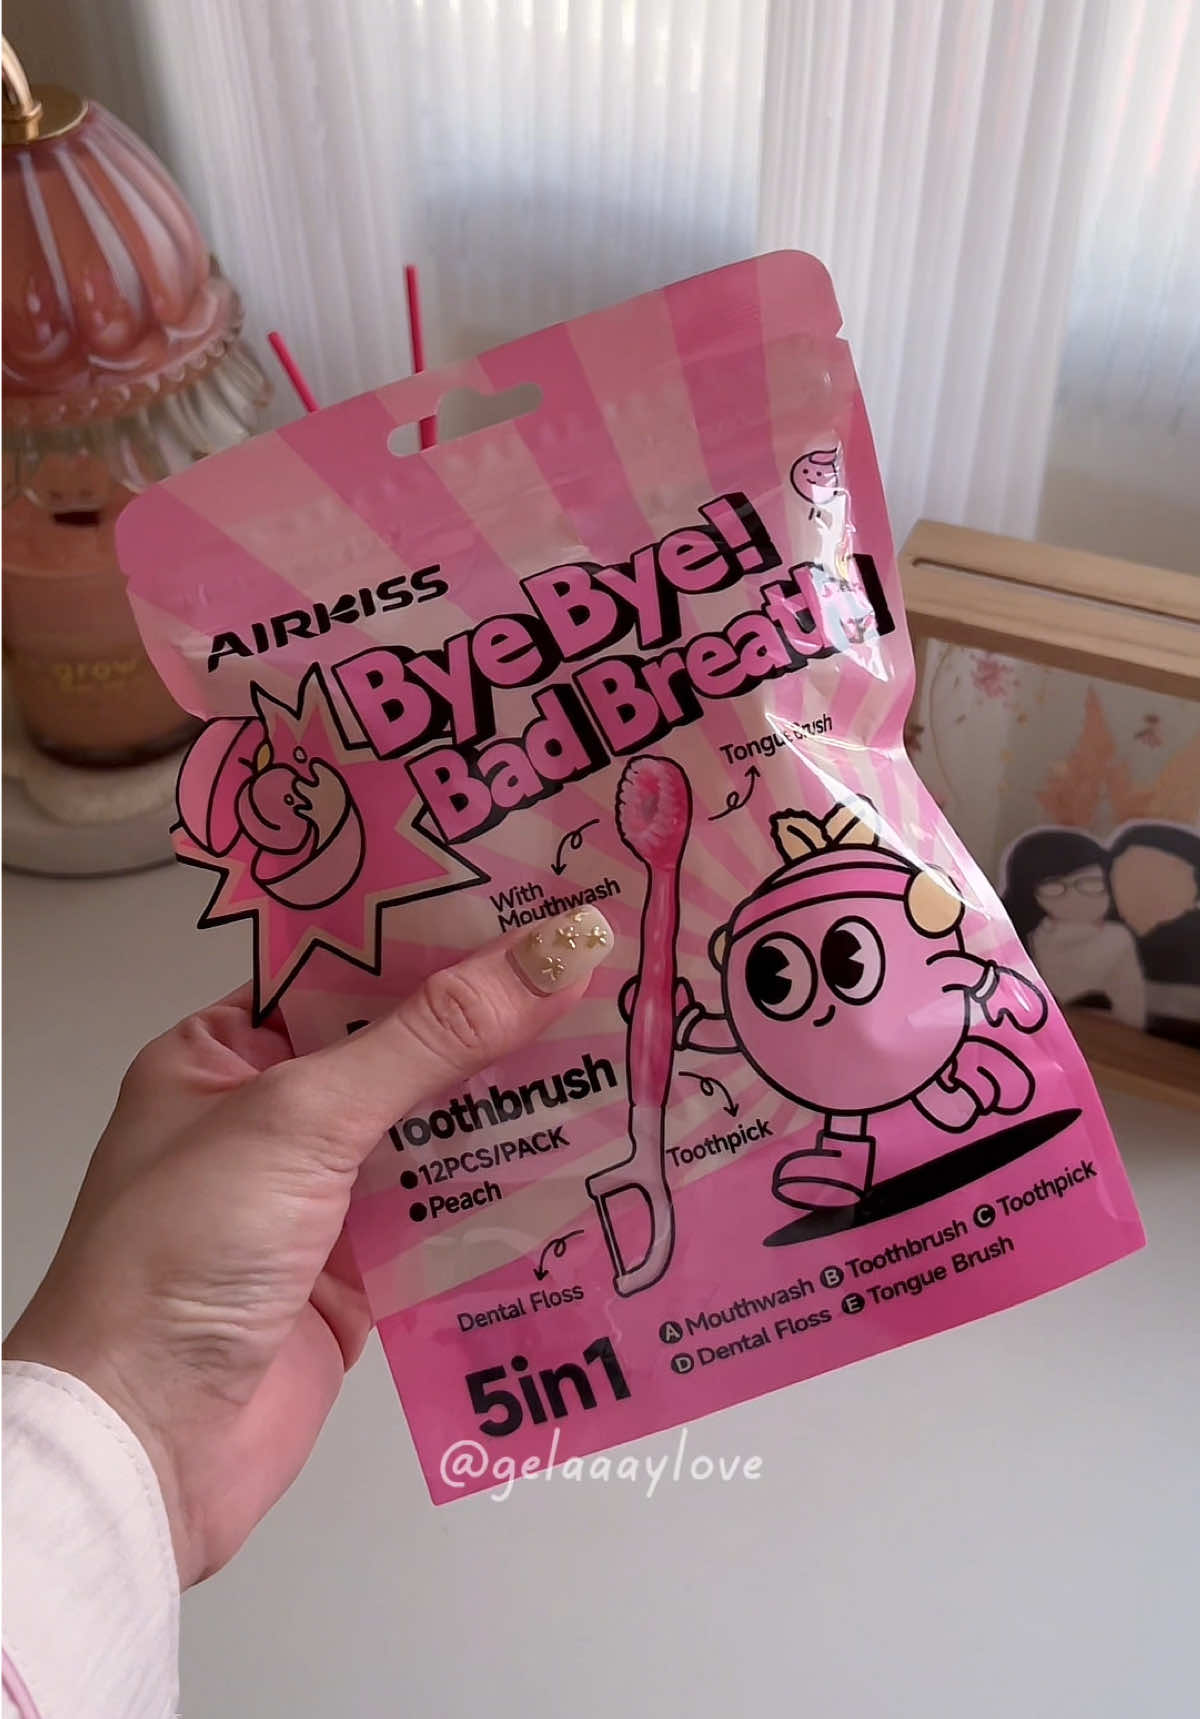 AIRKISS
Bye Bye!
Bad Breath
Tongue Brush
With
Mouthwash
Toothbrush
●12PCS/PACK
●Peach
Toothpick
Dental Floss
5in1
A Mouthwash B Toothbrush C Toothpick
D Dental Floss E Tongue Brush
@gelaaaylove